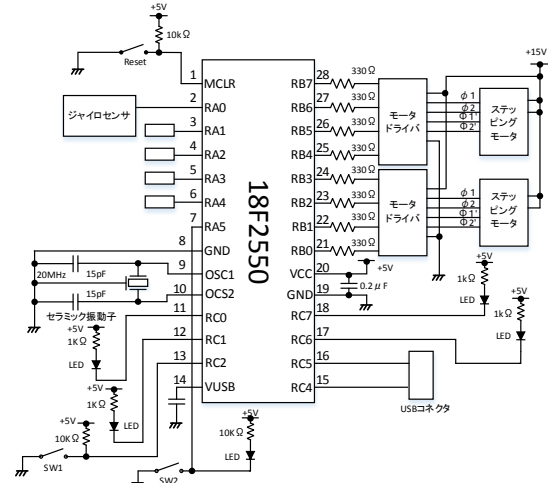 +5V
10kΩ
Reset
+15V
1 MCLR
2 RA0
3 RA1
4 RA2
5 RA3
6 RA4
7 RA5
8 GND
9 OSC1
10 OCS2
11 RC0
12 RC1
13 RC2
14 VUSB
18F2550
28 RB7
27 RB6
26 RB5
25 RB4
24 RB3
23 RB2
22 RB1
21 RB0
20 VCC
19 GND
18 RC7
17 RC6
16 RC5
15 RC4
ジャイロセンサ
330Ω
330Ω
330Ω
330Ω
330Ω
330Ω
330Ω
330Ω
モータ
ドライバ
φ1
φ2
Φ1'
Φ2'
ステッ
ピング
モータ
モータ
ドライバ
φ1
φ2
Φ1'
Φ2'
ステッ
ピング
モータ
20MHz
15pF
15pF
セラミック振動子
+5V
0.2μF
+5V
1kΩ
LED
+5V
1kΩ
LED
+5V
1KΩ
LED
+5V
1KΩ
LED
+5V
10KΩ
SW1
+5V
10KΩ
LED
SW2
USBコネクタ